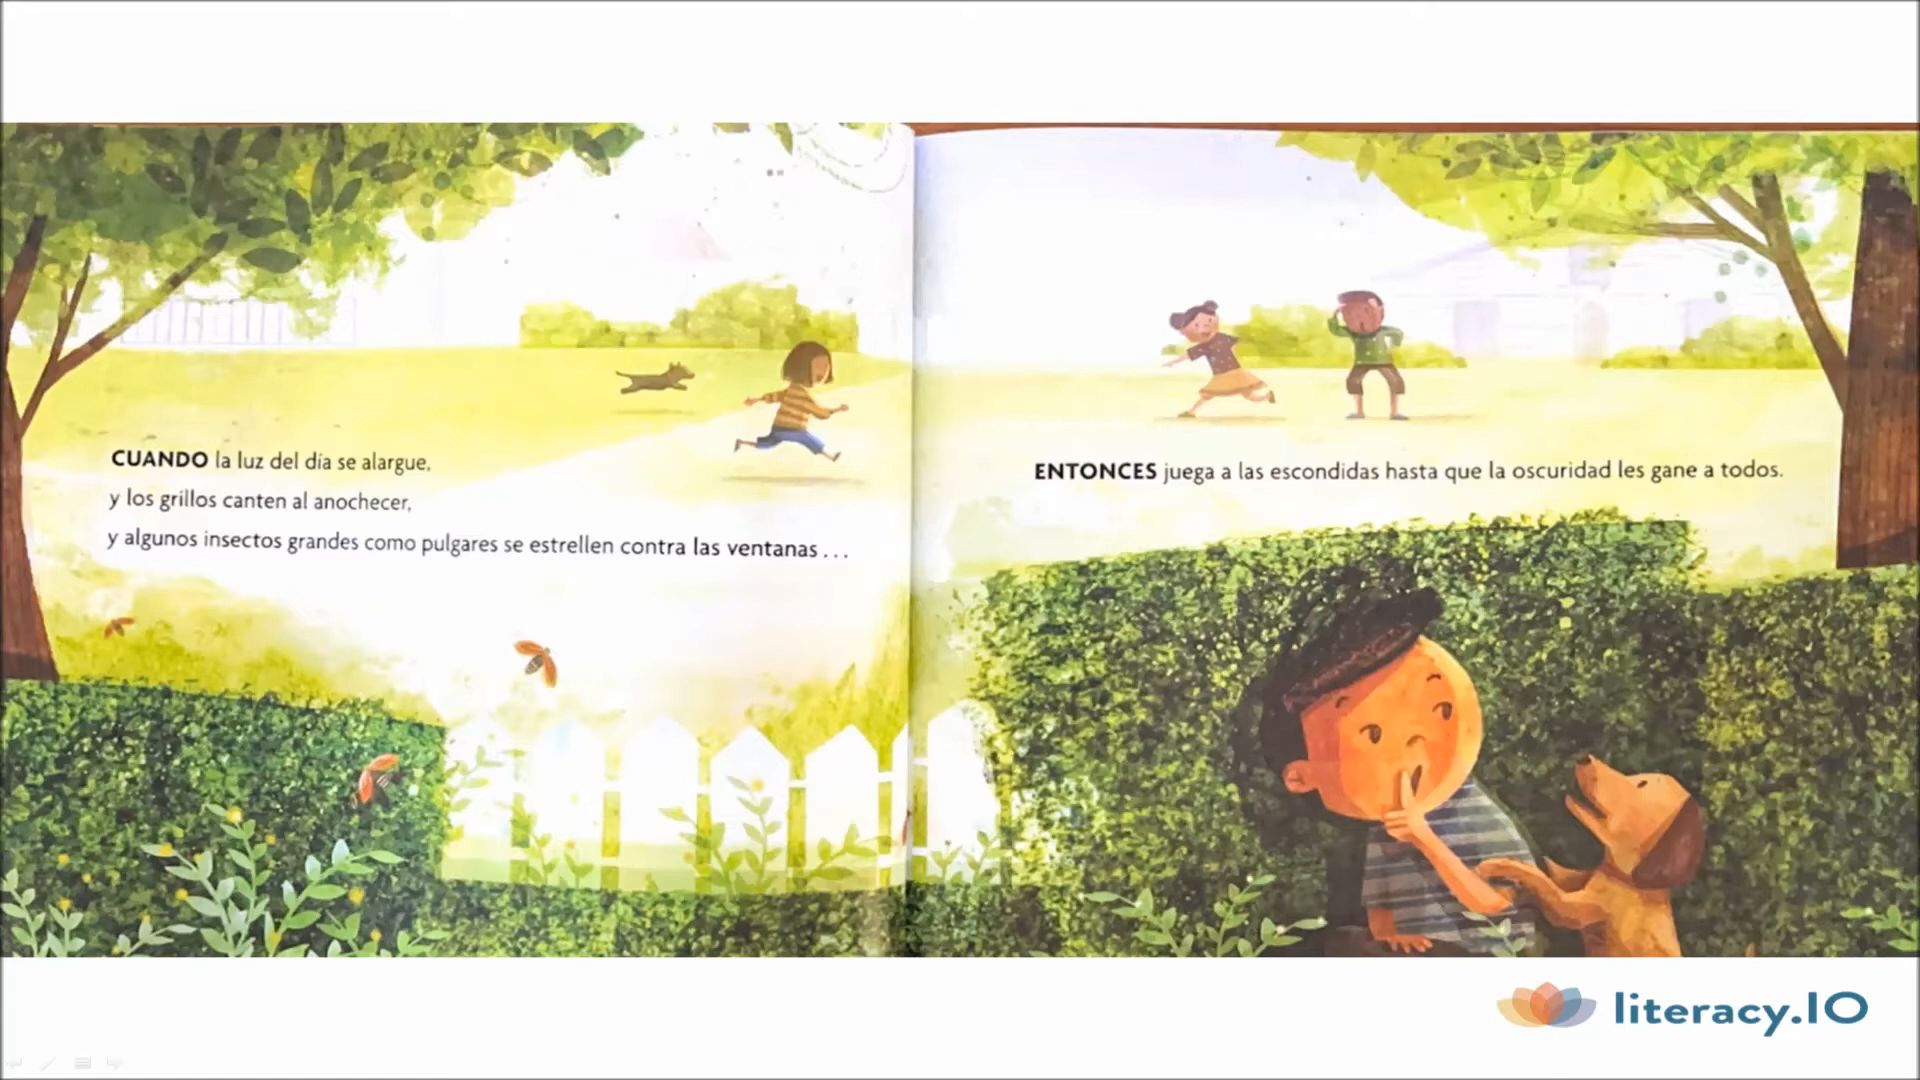 CUANDO la luz del día se alargue,
y los grillos canten al anochecer,
y algunos insectos grandes como pulgares se estrellen contra las ventanas . . .
ENTONCES juega a las escondidas hasta que la oscuridad les gane a todos.
literacy.IO